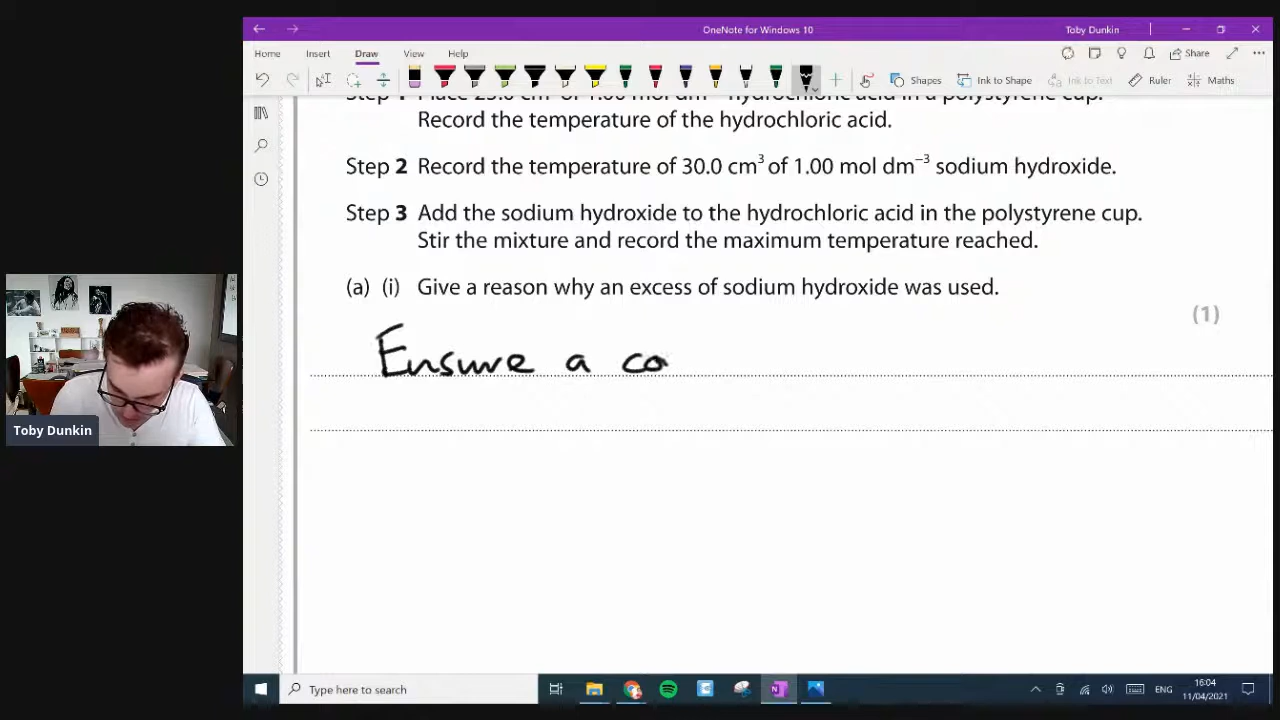 OneNote for Windows 10
Toby Dunkin
Home Insert Draw View Help
Share
Shapes
Ink to Shape
Ink to Text
Ruler
Maths
Record the temperature of the hydrochloric acid.
Step 2 Record the temperature of 30.0 cm³ of 1.00 mol dm⁻³ sodium hydroxide.
Step 3 Add the sodium hydroxide to the hydrochloric acid in the polystyrene cup.
Stir the mixture and record the maximum temperature reached.
(a) (i) Give a reason why an excess of sodium hydroxide was used.
(1)
Ensure a co
Toby Dunkin
Type here to search
ENG
16:04
11/04/2021